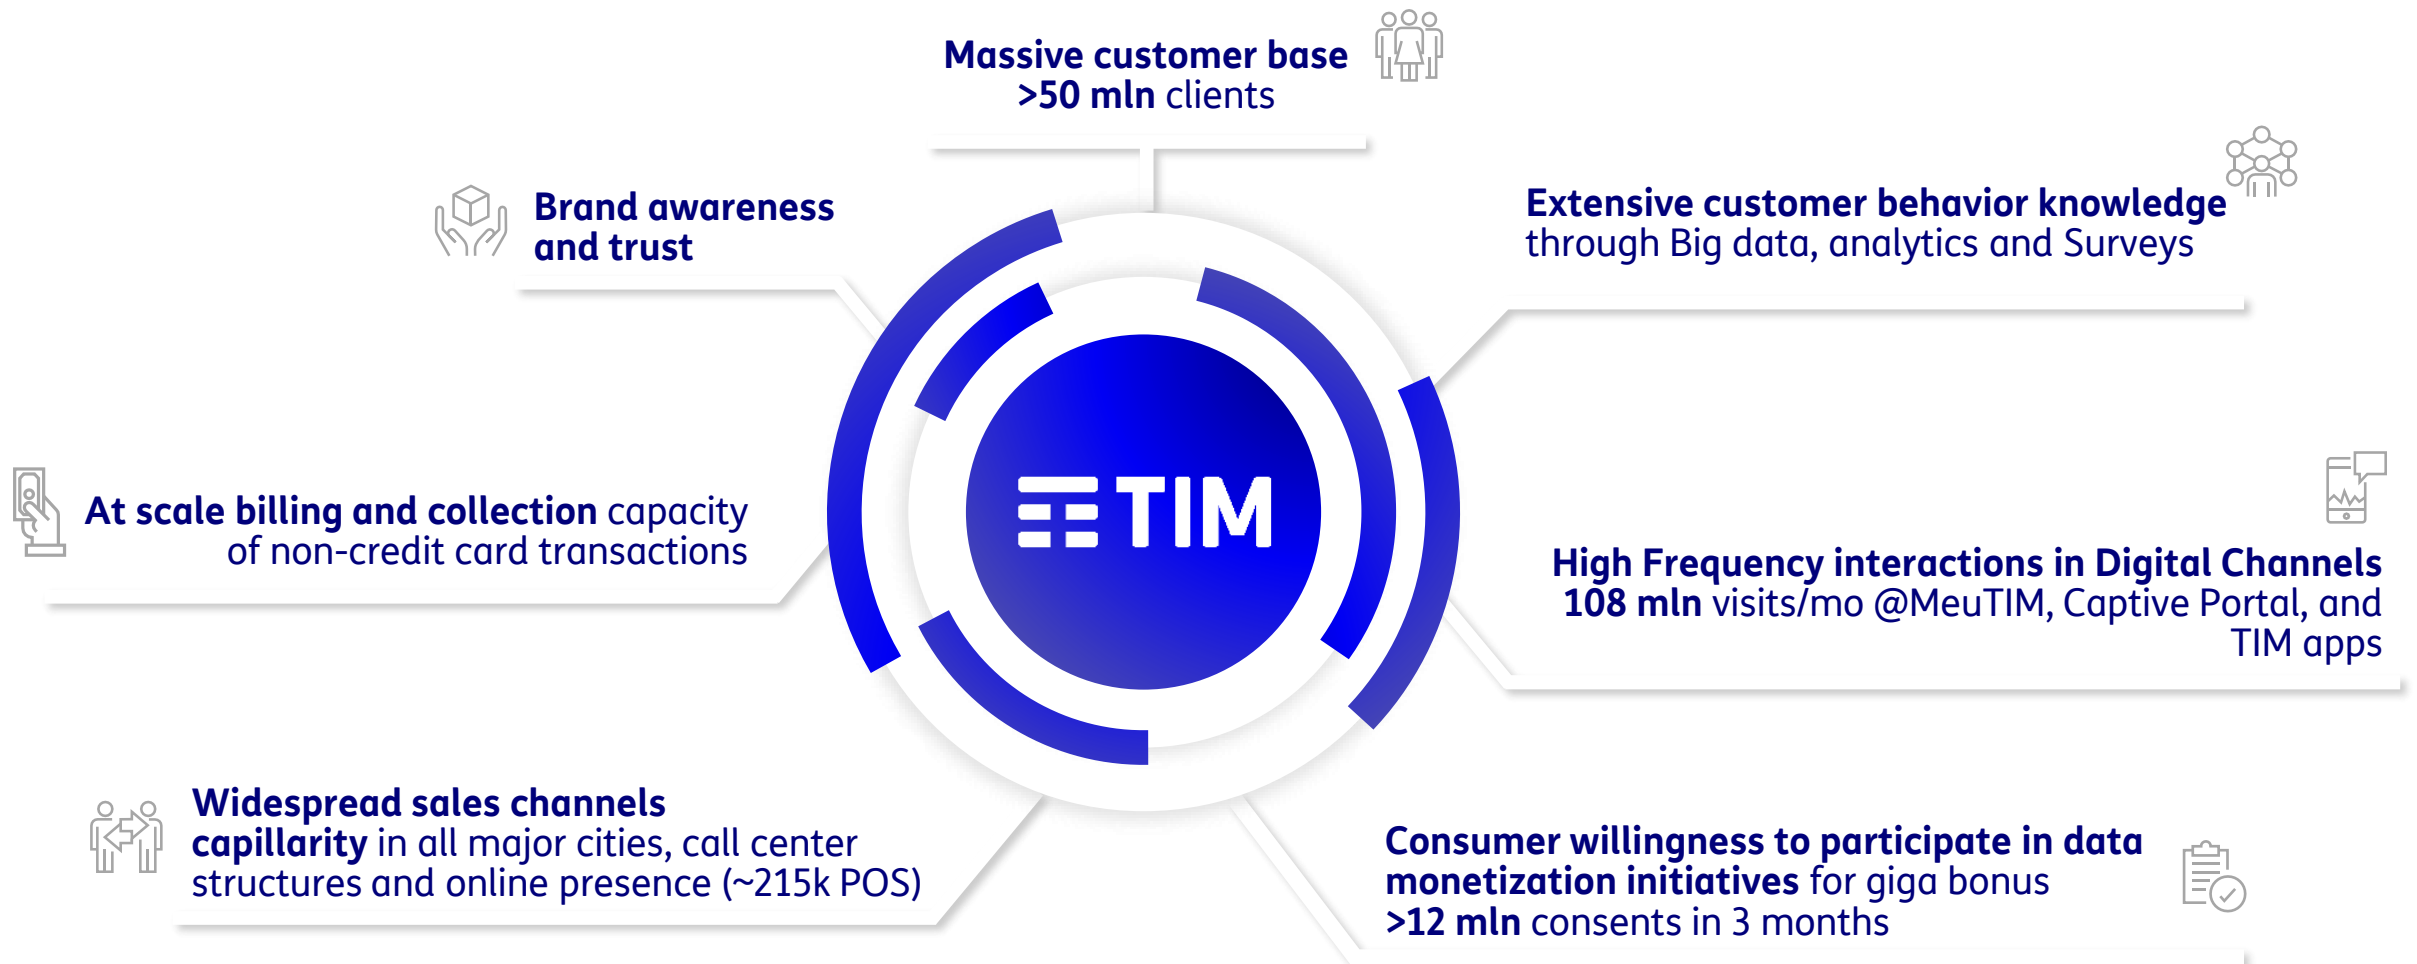 Massive customer base
>50 mln clients
Brand awareness
and trust
Extensive customer behavior knowledge
through Big data, analytics and Surveys
TIM
At scale billing and collection capacity
of non-credit card transactions
High Frequency interactions in Digital Channels
108 mln visits/mo @MeuTIM, Captive Portal, and
TIM apps
Widespread sales channels
capillarity in all major cities, call center
structures and online presence (~215k POS)
Consumer willingness to participate in data
monetization initiatives for giga bonus
>12 mln consents in 3 months